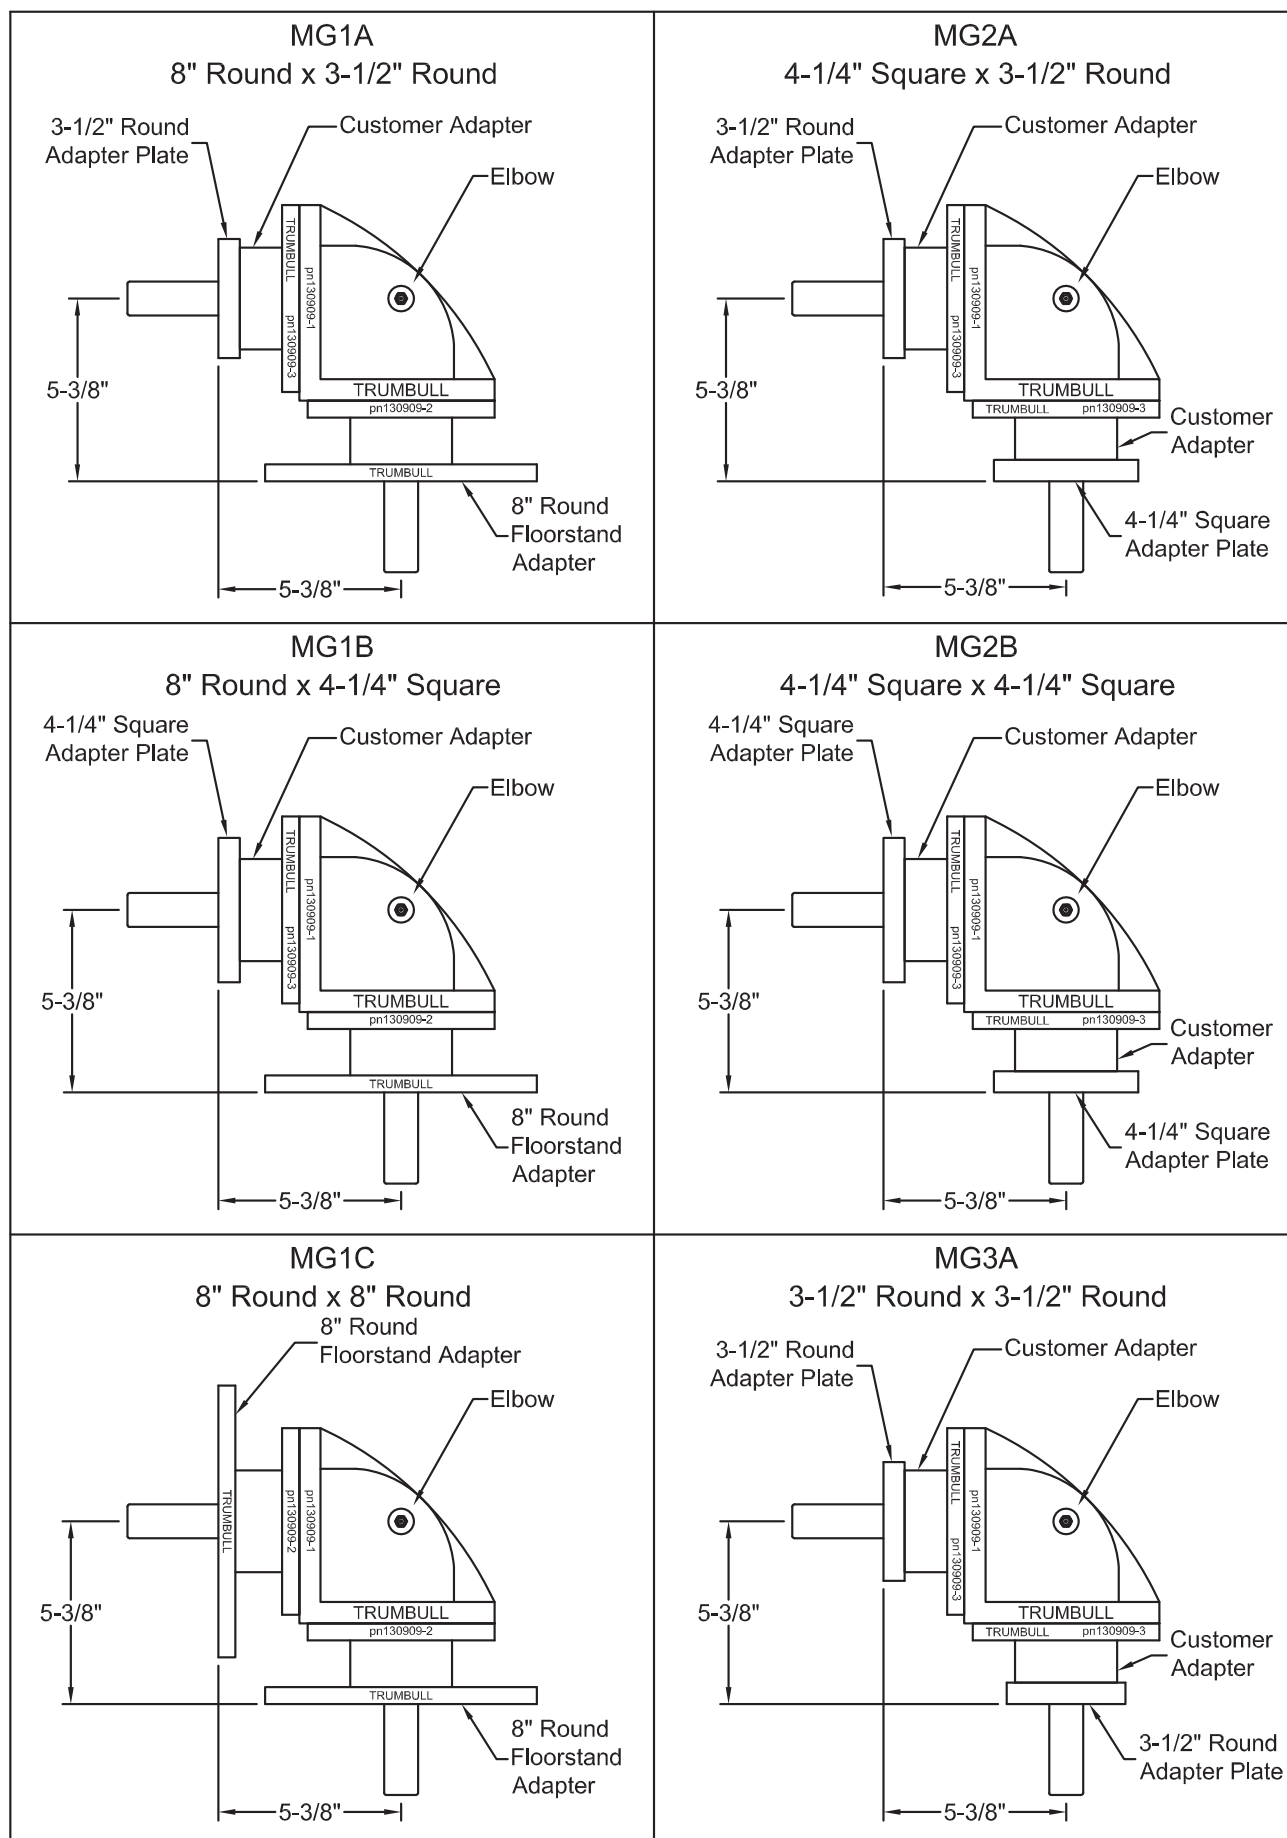 MG1A
8" Round x 3-1/2" Round
3-1/2" Round
Adapter Plate
Customer Adapter
Elbow
TRUMBULL
pn130909-3
pn130909-1
5-3/8"
TRUMBULL
pn130909-2
TRUMBULL
8" Round
Floorstand
Adapter
5-3/8"
MG2A
4-1/4" Square x 3-1/2" Round
3-1/2" Round
Adapter Plate
Customer Adapter
Elbow
TRUMBULL
pn130909-3
pn130909-1
5-3/8"
TRUMBULL
TRUMBULL pn130909-3
Customer
Adapter
4-1/4" Square
Adapter Plate
5-3/8"
MG1B
8" Round x 4-1/4" Square
4-1/4" Square
Adapter Plate
Customer Adapter
Elbow
TRUMBULL
pn130909-3
pn130909-1
5-3/8"
TRUMBULL
pn130909-2
TRUMBULL
8" Round
Floorstand
Adapter
5-3/8"
MG2B
4-1/4" Square x 4-1/4" Square
4-1/4" Square
Adapter Plate
Customer Adapter
Elbow
TRUMBULL
pn130909-3
pn130909-1
5-3/8"
TRUMBULL
TRUMBULL pn130909-3
Customer
Adapter
4-1/4" Square
Adapter Plate
5-3/8"
MG1C
8" Round x 8" Round
8" Round
Floorstand Adapter
Elbow
TRUMBULL
pn130909-2
pn130909-1
5-3/8"
TRUMBULL
pn130909-2
TRUMBULL
8" Round
Floorstand
Adapter
5-3/8"
MG3A
3-1/2" Round x 3-1/2" Round
3-1/2" Round
Adapter Plate
Customer Adapter
Elbow
TRUMBULL
pn130909-3
pn130909-1
5-3/8"
TRUMBULL
TRUMBULL pn130909-3
Customer
Adapter
3-1/2" Round
Adapter Plate
5-3/8"